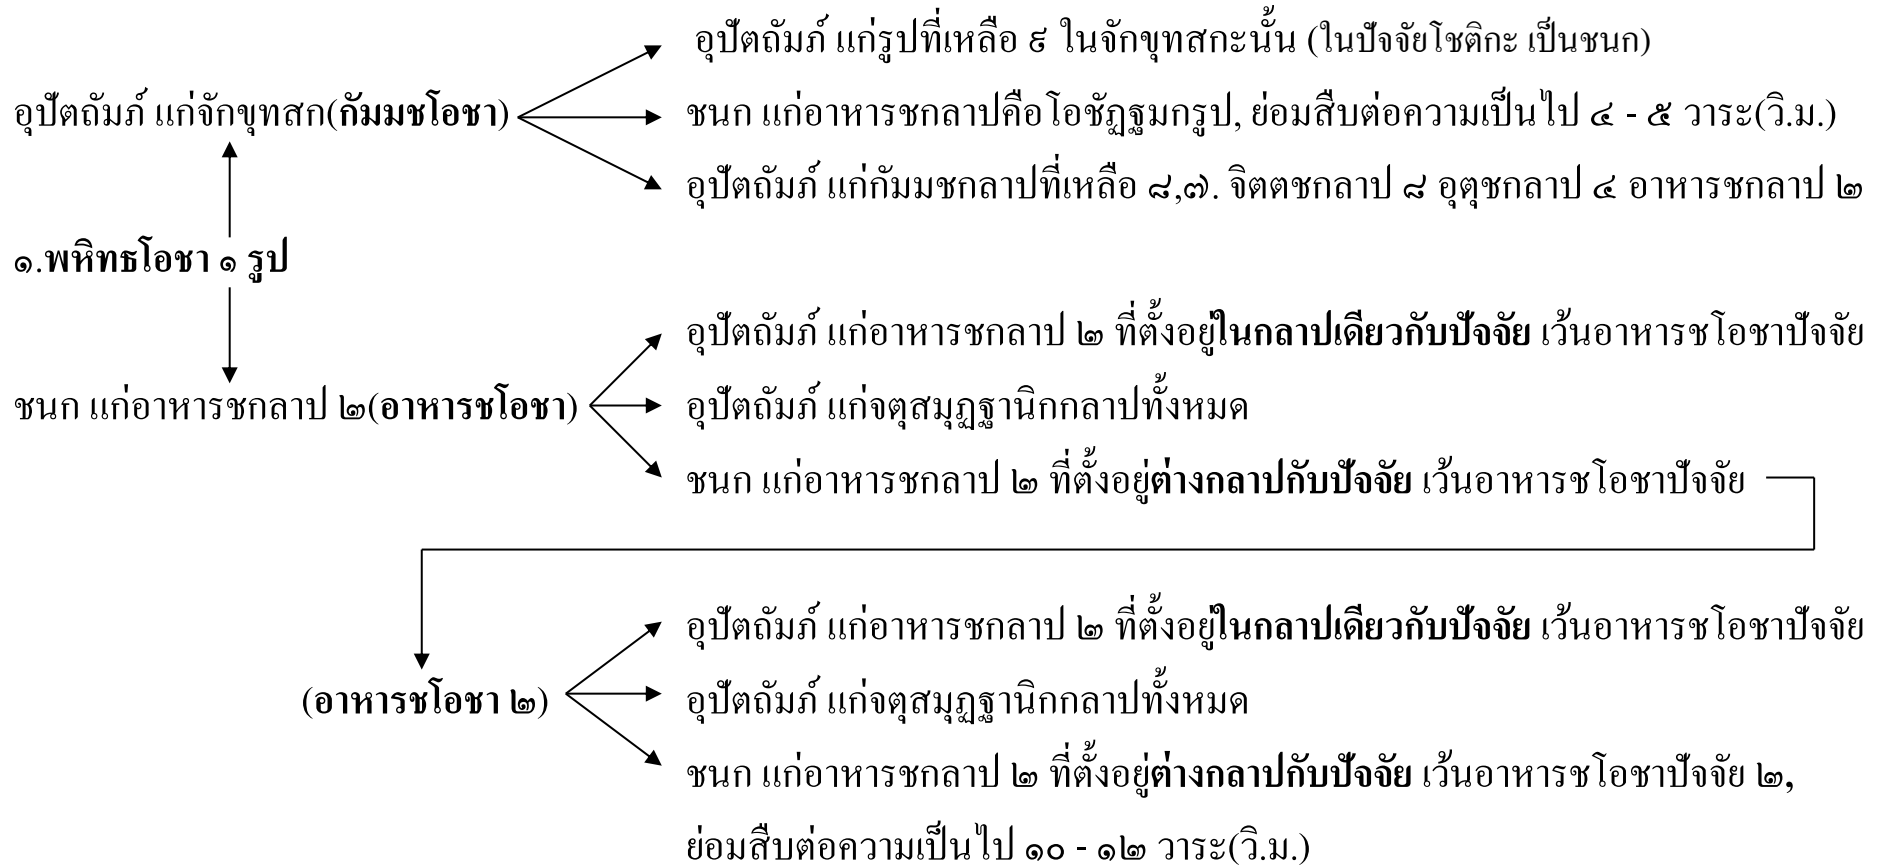 อุปัตถัมภ์ แก่รูปที่เหลือ ๙ ในจักขุทสกะนั้น (ในปัจจัยโชติกะ เป็นชนก)
อุปัตถัมภ์ แก่จักขุทสก(กัมมชโอชา)
ชนก แก่อาหารชกลาปคือโอชัฏฐมกรูป, ย่อมสืบต่อความเป็นไป ๔ - ๕ วาระ(วิ.ม.)
อุปัตถัมภ์ แก่กัมมชกลาปที่เหลือ ๘,๗. จิตตชกลาป ๘ อุตุชกลาป ๔ อาหารชกลาป ๒
๑.พหิทธโอชา ๑ รูป
อุปัตถัมภ์ แก่อาหารชกลาป ๒ ที่ตั้งอยู่ในกลาปเดียวกับปัจจัย เว้นอาหารชโอชาปัจจัย
ชนก แก่อาหารชกลาป ๒(อาหารชโอชา)
อุปัตถัมภ์ แก่จตุสมุฏฐานิกกลาปทั้งหมด
ชนก แก่อาหารชกลาป ๒ ที่ตั้งอยู่ต่างกลาปกับปัจจัย เว้นอาหารชโอชาปัจจัย
อุปัตถัมภ์ แก่อาหารชกลาป ๒ ที่ตั้งอยู่ในกลาปเดียวกับปัจจัย เว้นอาหารชโอชาปัจจัย
(อาหารชโอชา ๒)
อุปัตถัมภ์ แก่จตุสมุฏฐานิกกลาปทั้งหมด
ชนก แก่อาหารชกลาป ๒ ที่ตั้งอยู่ต่างกลาปกับปัจจัย เว้นอาหารชโอชาปัจจัย ๒,
ย่อมสืบต่อความเป็นไป ๑๐ - ๑๒ วาระ(วิ.ม.)